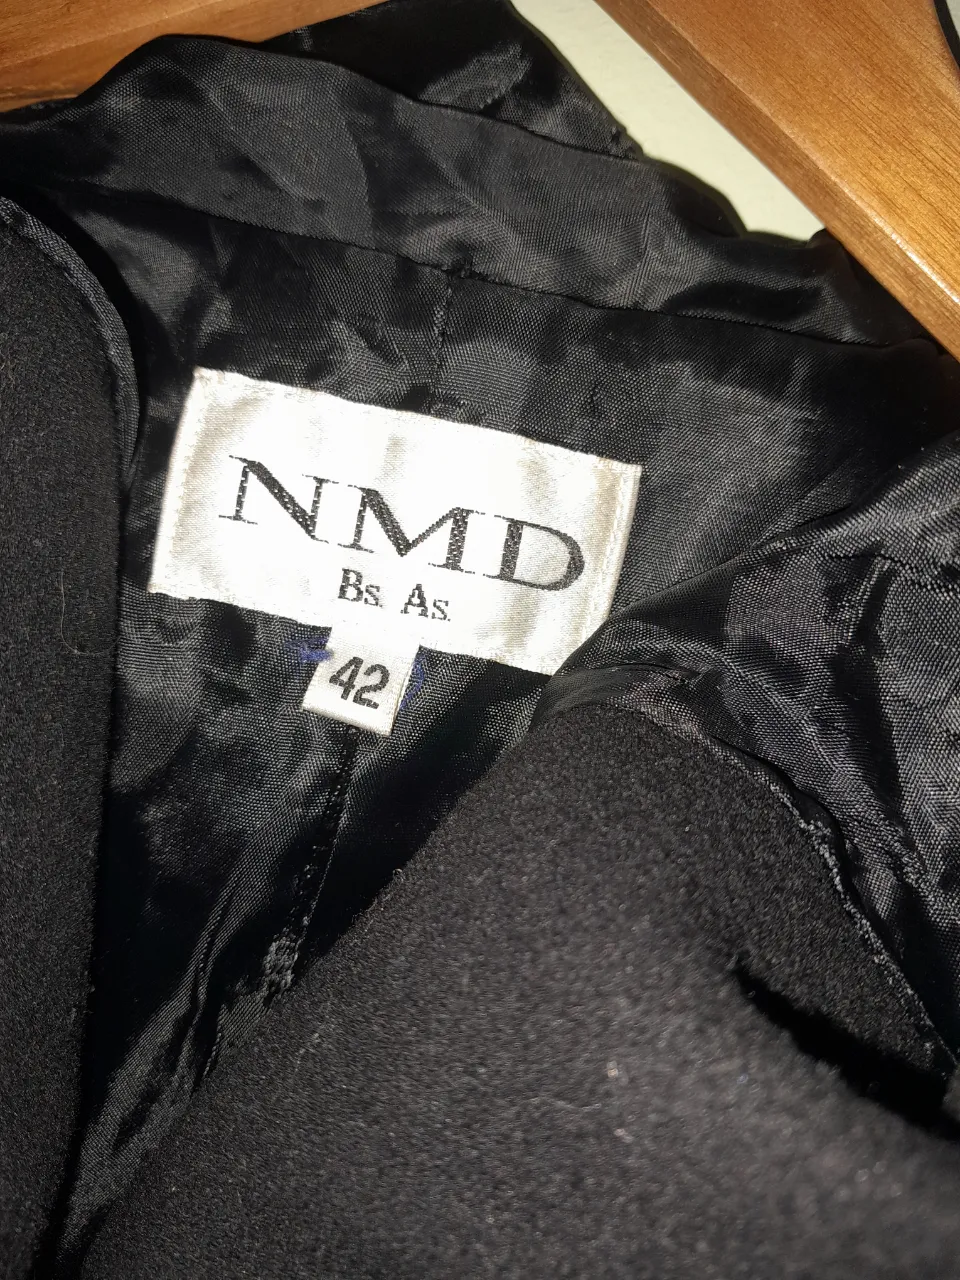 NMD
Bs. As.
42